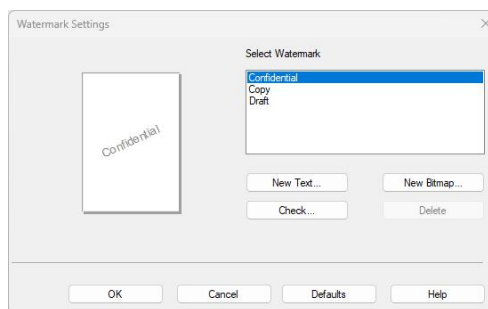 Watermark Settings
Select Watermark
Confidential
Copy
Draft
Confidential
New Text...
New Bitmap...
Check...
Delete
OK
Cancel
Defaults
Help